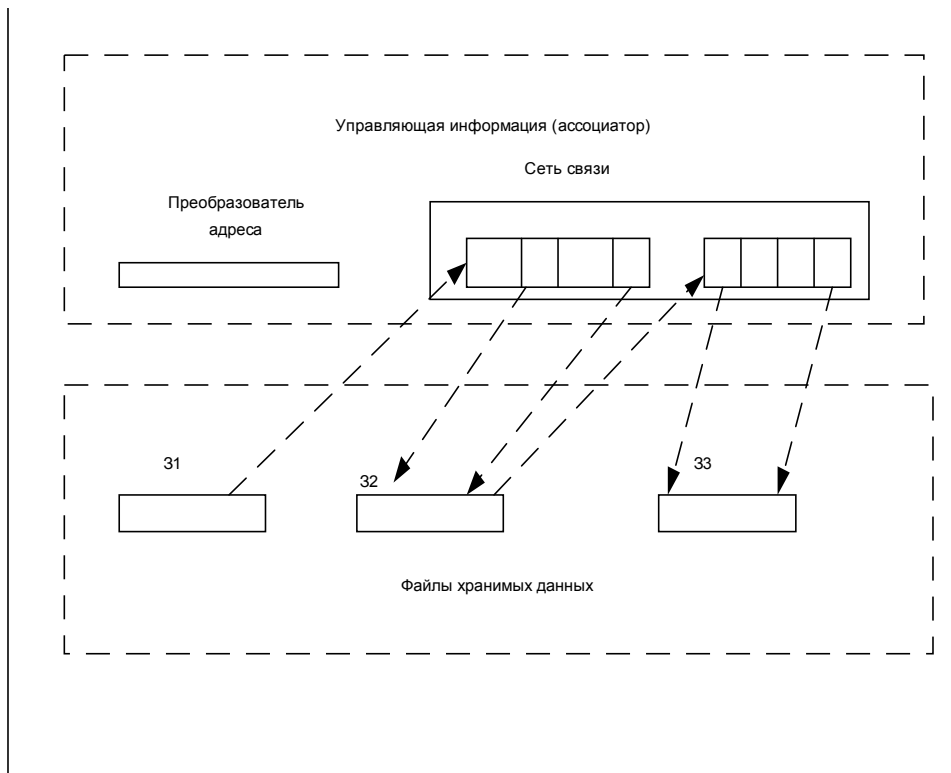 Управляющая информация (ассоциатор)
Сеть связи
Преобразователь
адреса
З1
З2
З3
Файлы хранимых данных